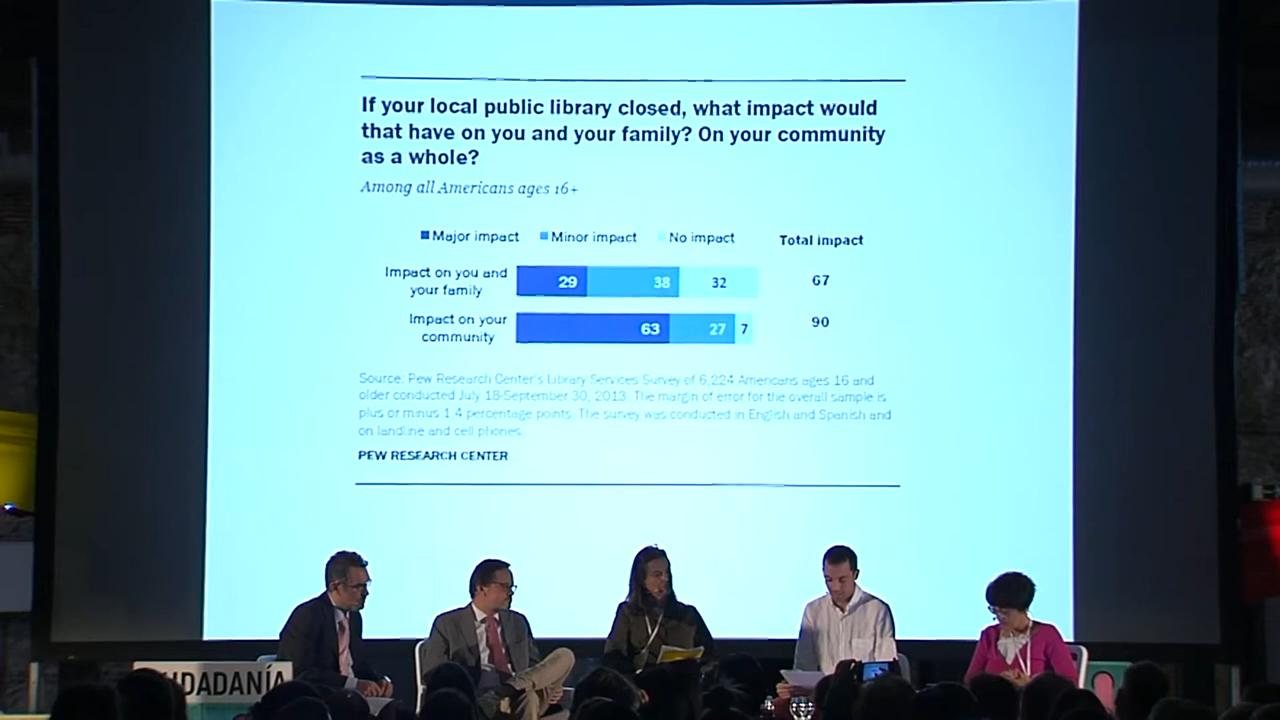 If your local public library closed, what impact would
that have on you and your family? On your community
as a whole?
Among all Americans ages 16+
Major impact Minor impact No impact Total impact
Impact on you and
your family
29 38 32 67
Impact on your
community
63 27 7 90
Source: Pew Research Center's Library Services Survey of 6,224 Americans ages 16 and
older conducted July 18-September 30, 2013. The margin of error for the overall sample is
plus or minus 1.4 percentage points. The survey was conducted in English and Spanish and
on landline and cell phones.
PEW RESEARCH CENTER
UDADANÍA